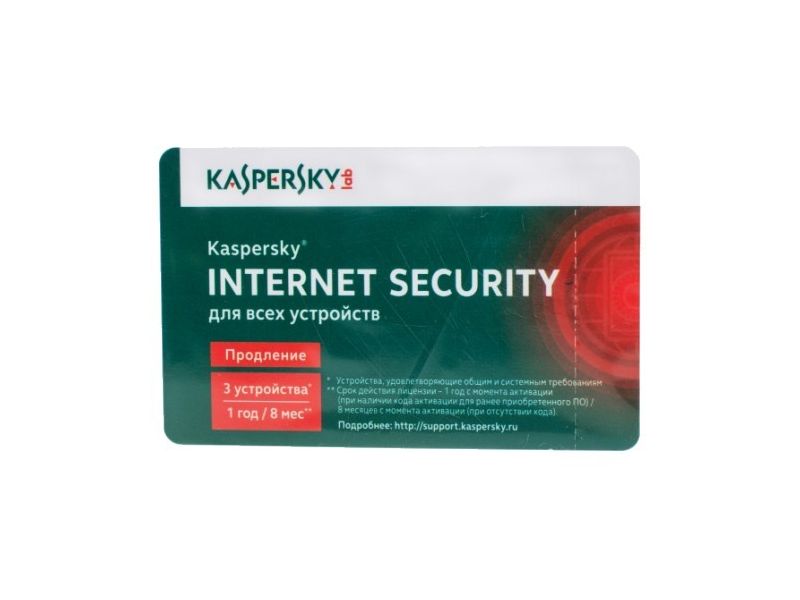 KASPERSKY lab
Kaspersky®
INTERNET SECURITY
для всех устройств
Продление
3 устройства*
1 год / 8 мес**
* Устройства, удовлетворяющие общим и системным требованиям
** Срок действия лицензии – 1 год с момента активации
(при наличии кода активации для ранее приобретенного ПО) /
8 месяцев с момента активации (при отсутствии кода).
Подробнее: http://support.kaspersky.ru